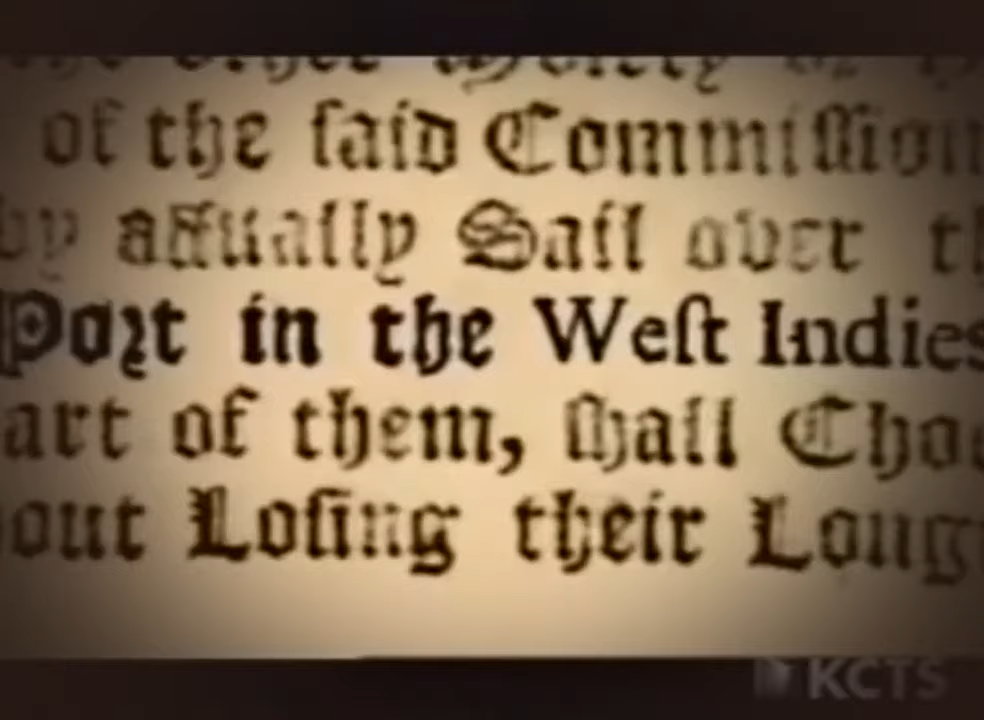 of the ſaid Commiſſion
by actually Sail over th
Port in the Weſt Indies
art of them, ſhall Choo
out Loſing their Long
KCTS